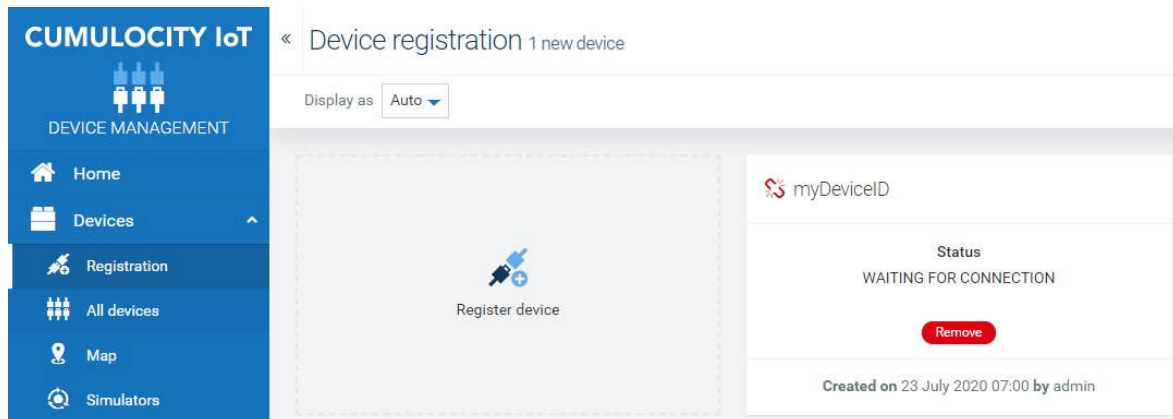 CUMULOCITY IoT
DEVICE MANAGEMENT
Home
Devices
Registration
All devices
Map
Simulators
« Device registration 1 new device
Display as Auto
Register device
myDeviceID
Status
WAITING FOR CONNECTION
Remove
Created on 23 July 2020 07:00 by admin